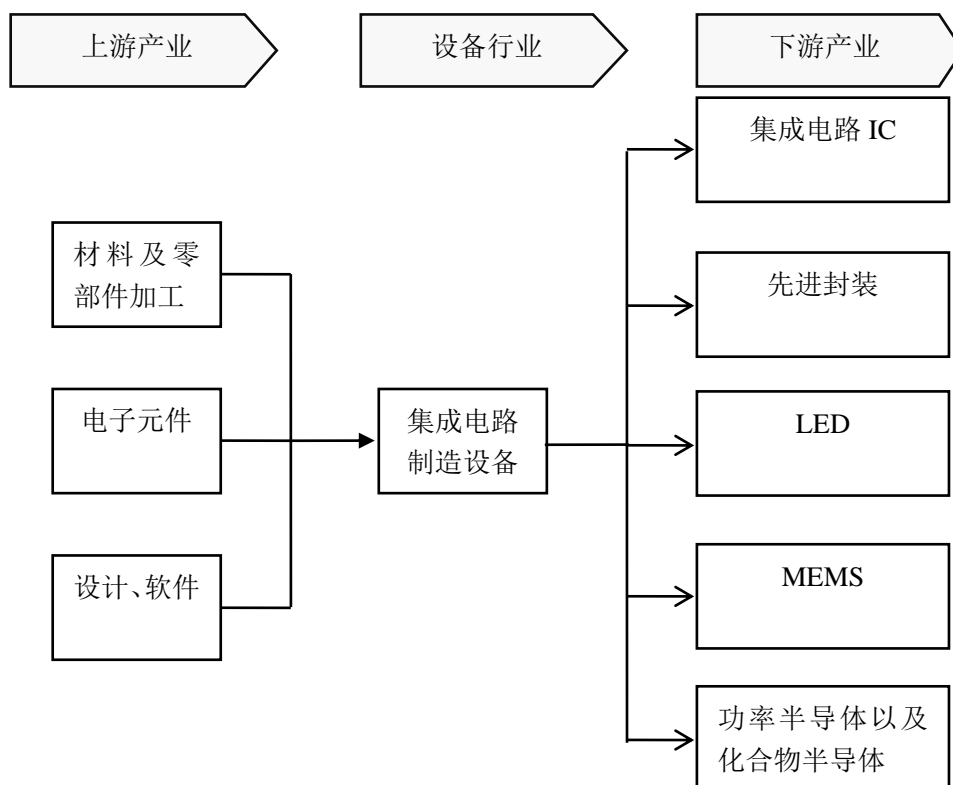 上游产业
设备行业
下游产业
集成电路 IC
材料及零
部件加工
先进封装
电子元件
集成电路
制造设备
LED
设计、软件
MEMS
功率半导体以及
化合物半导体